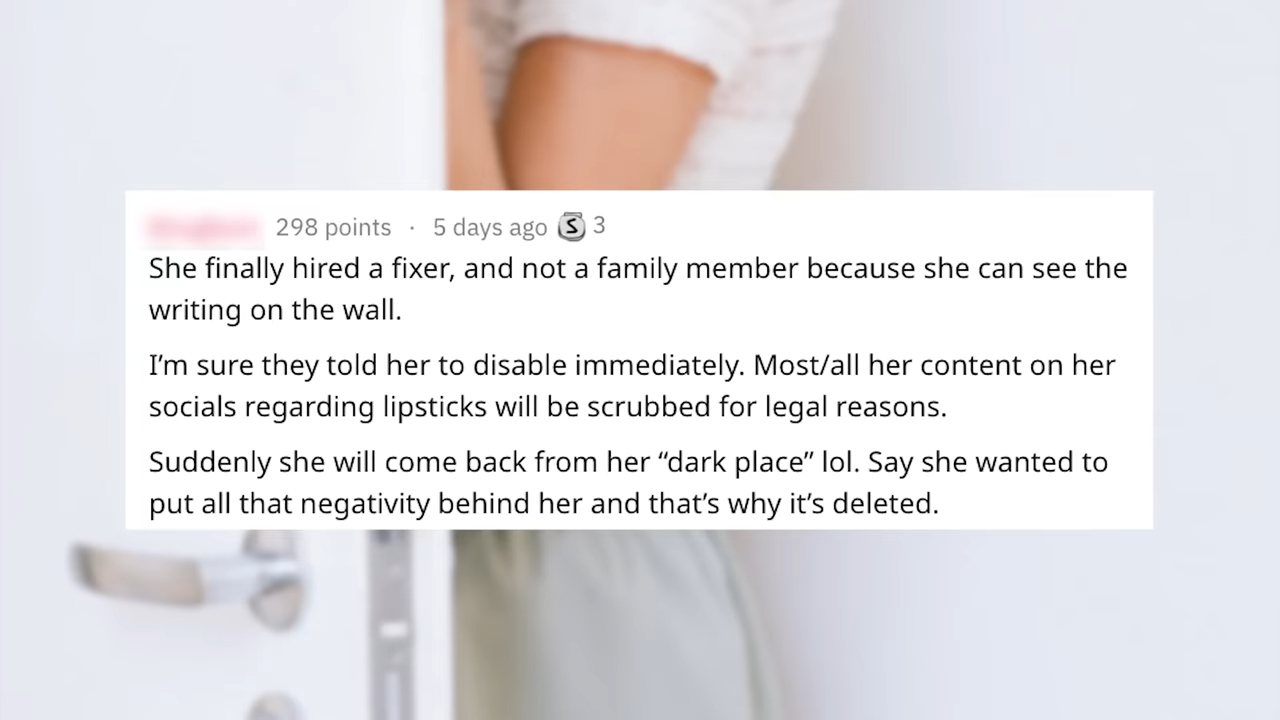 298 points · 5 days ago S 3
She finally hired a fixer, and not a family member because she can see the
writing on the wall.
I’m sure they told her to disable immediately. Most/all her content on her
socials regarding lipsticks will be scrubbed for legal reasons.
Suddenly she will come back from her “dark place” lol. Say she wanted to
put all that negativity behind her and that’s why it’s deleted.